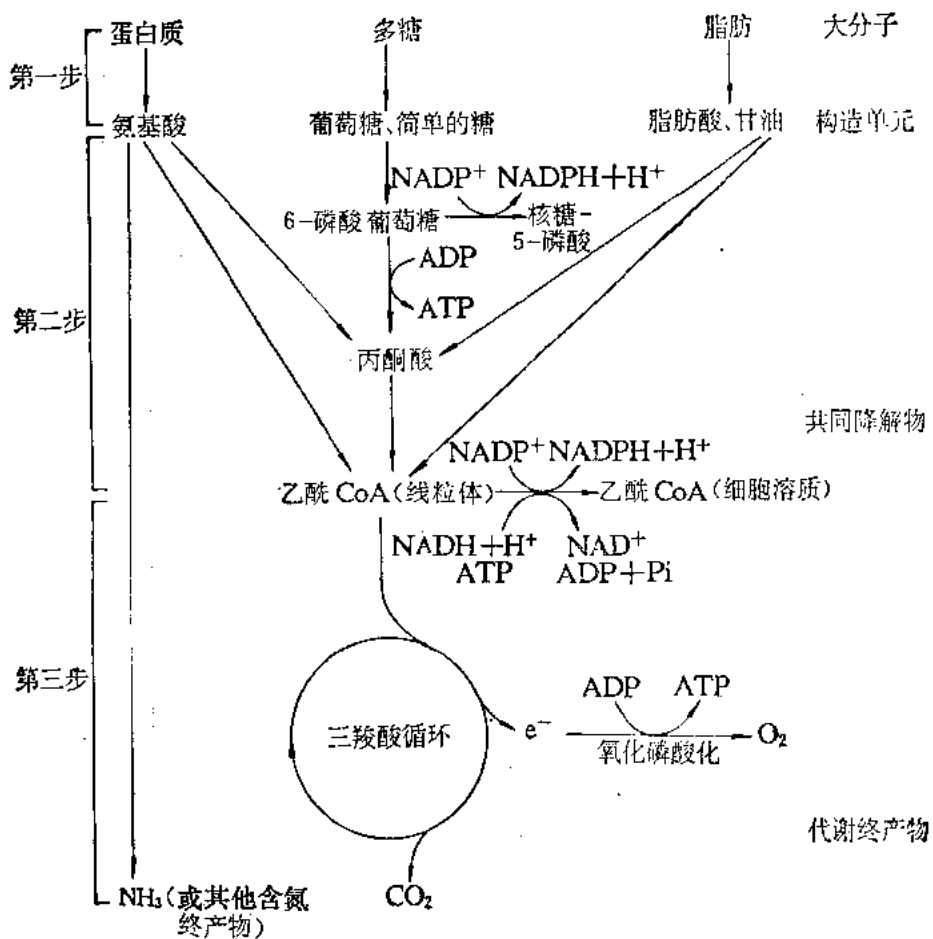 蛋白质 多糖 脂肪 大分子
第一步
氨基酸 葡萄糖、简单的糖 脂肪酸、甘油 构造单元
NADP⁺ NADPH+H⁺
6-磷酸葡萄糖 核糖-
5-磷酸
ADP
ATP
第二步
丙酮酸
共同降解物
NADP⁺ NADPH+H⁺
乙酰 CoA(线粒体) 乙酰 CoA(细胞溶质)
NADH+H⁺ NAD⁺
ATP ADP+Pi
第三步
ADP ATP
三羧酸循环 e⁻ O₂
氧化磷酸化
代谢终产物
NH₃(或其他含氮 CO₂
终产物)